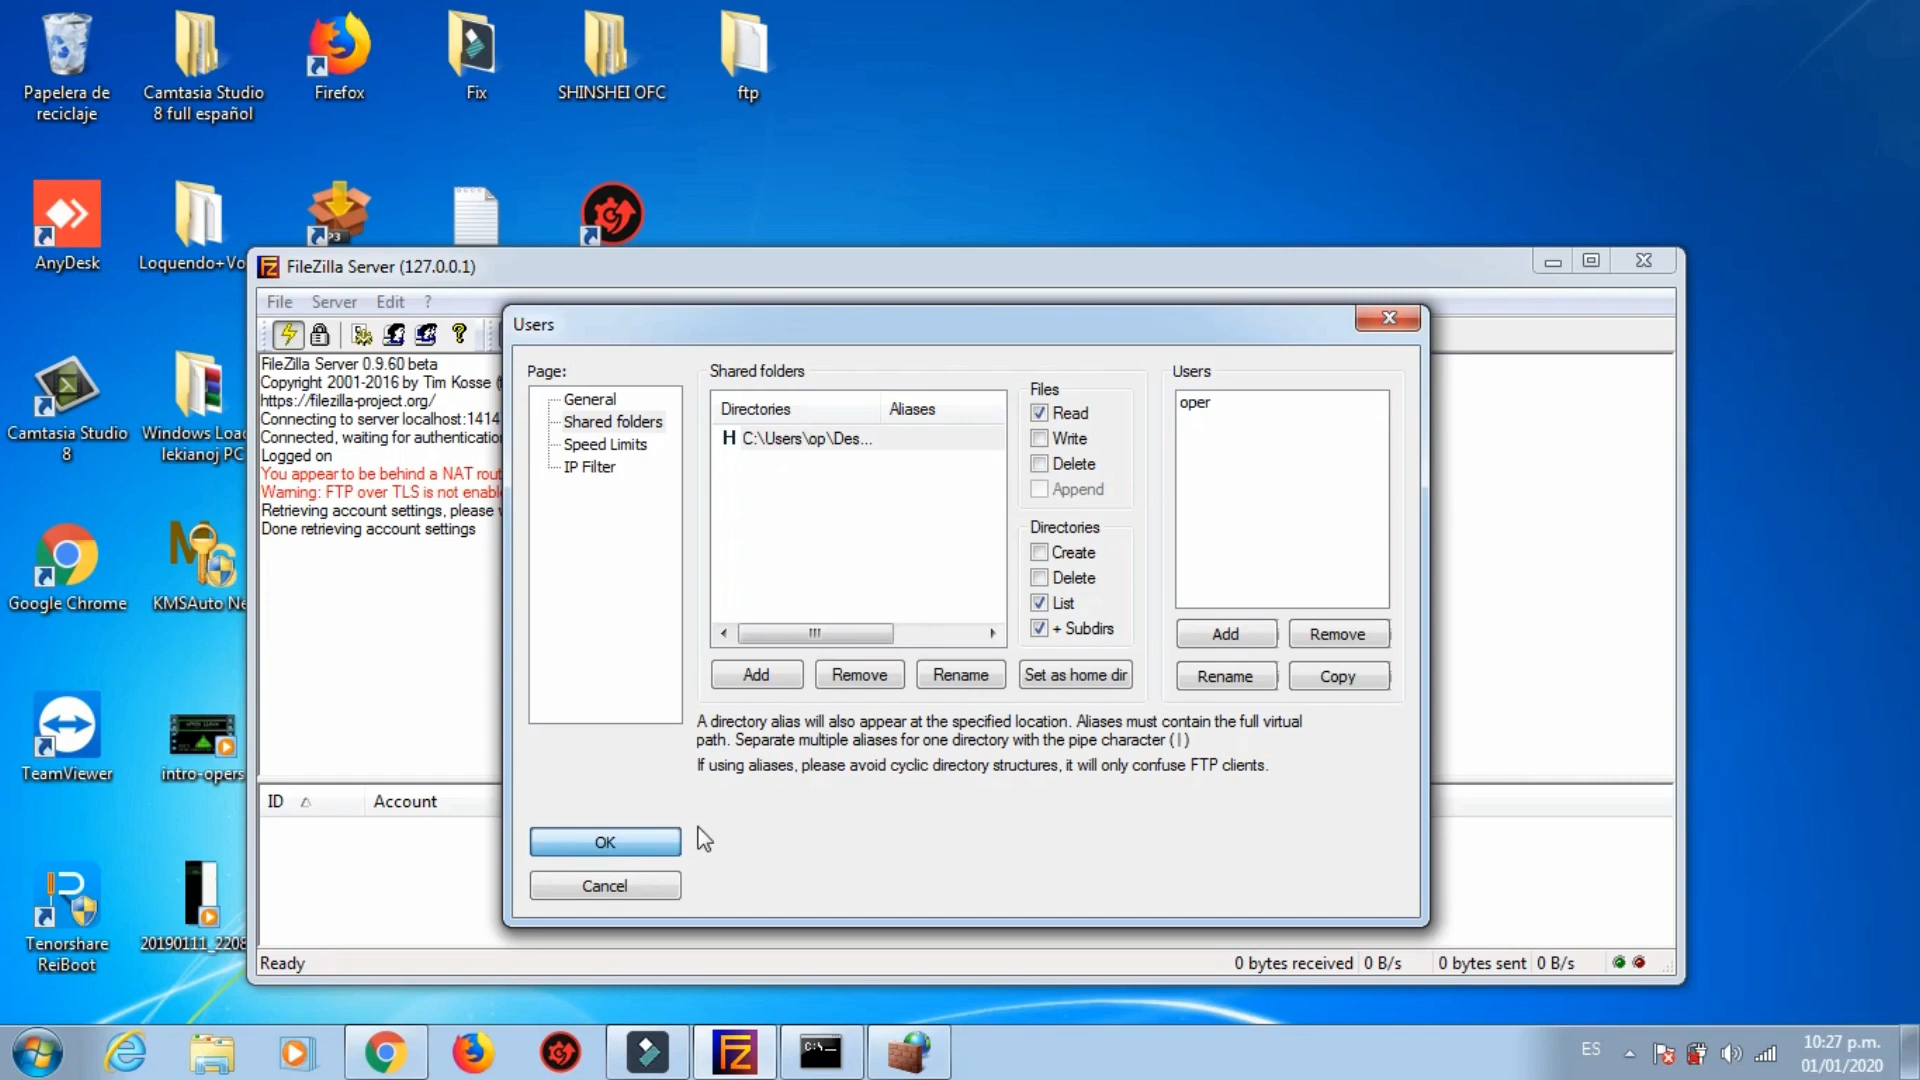 Papelera de
reciclaje
Camtasia Studio
8 full español
Firefox
Fix
SHINSHEI OFC
ftp
AnyDesk
Loquendo+Vo
P3
FileZilla Server (127.0.0.1)
File Server Edit ?
Users
FileZilla Server 0.9.60 beta
Copyright 2001-2016 by Tim Kosse (
https://filezilla-project.org/
Connecting to server localhost:1414
Connected, waiting for authentication
Logged on
You appear to be behind a NAT rout
Warning: FTP over TLS is not enabl
Retrieving account settings, please
Done retrieving account settings
Page:
General
Shared folders
Speed Limits
IP Filter
Shared folders
Directories Aliases
H C:\Users\op\Des...
Files
Read
Write
Delete
Append
Directories
Create
Delete
List
+ Subdirs
Add Remove Rename Set as home dir
Users
oper
Add Remove
Rename Copy
A directory alias will also appear at the specified location. Aliases must contain the full virtual
path. Separate multiple aliases for one directory with the pipe character (|)
If using aliases, please avoid cyclic directory structures, it will only confuse FTP clients.
OK
Cancel
ID Account
Ready
0 bytes received 0 B/s 0 bytes sent 0 B/s
Camtasia Studio
8
Windows Loa
lekianoj PC
Google Chrome
KMSAuto Ne
TeamViewer
intro-opers
Tenorshare
ReiBoot
20190111_2208
C:\
ES
10:27 p.m.
01/01/2020